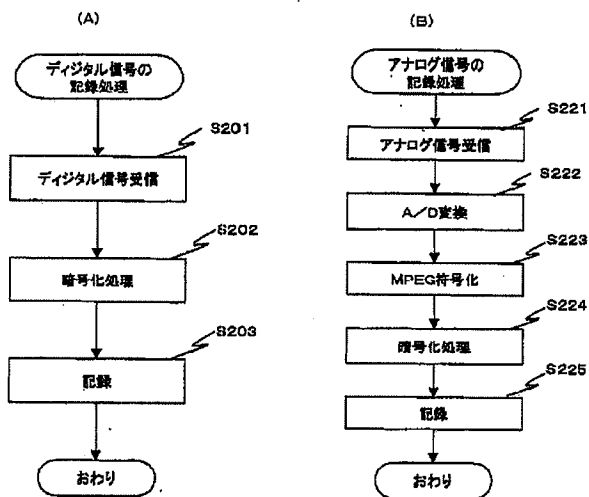 (A)
ディジタル信号の
記録処理
S201
ディジタル信号受信
S202
暗号化処理
S203
記録
おわり
(B)
アナログ信号の
記録処理
S221
アナログ信号受信
S222
A/D変換
S223
MPEG符号化
S224
暗号化処理
S225
記録
おわり